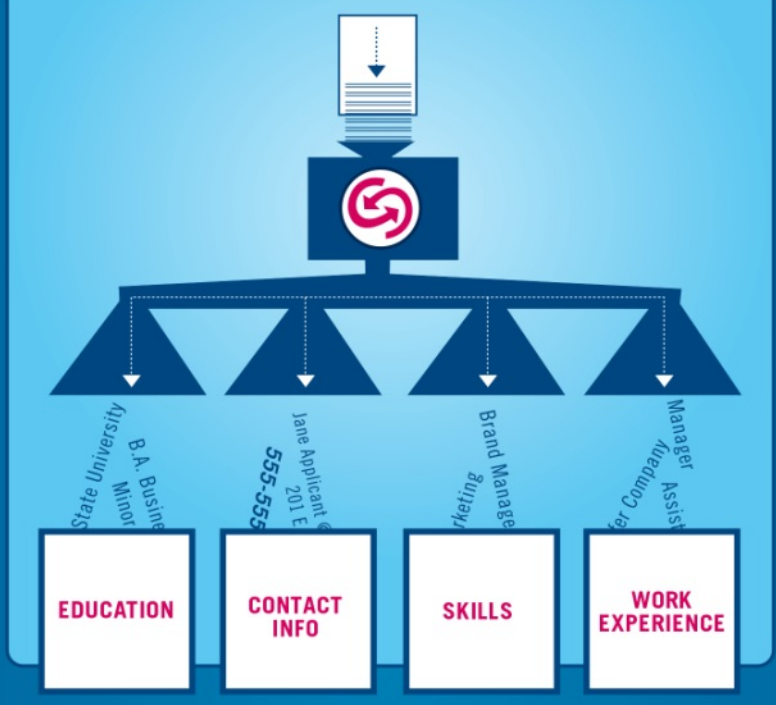 State University
B.A. Busine
Minor
Jane Applicant @
201 E
555-555
Brand Manage
rketing
Manager
fer Company
Assist
EDUCATION
CONTACT
INFO
SKILLS
WORK
EXPERIENCE